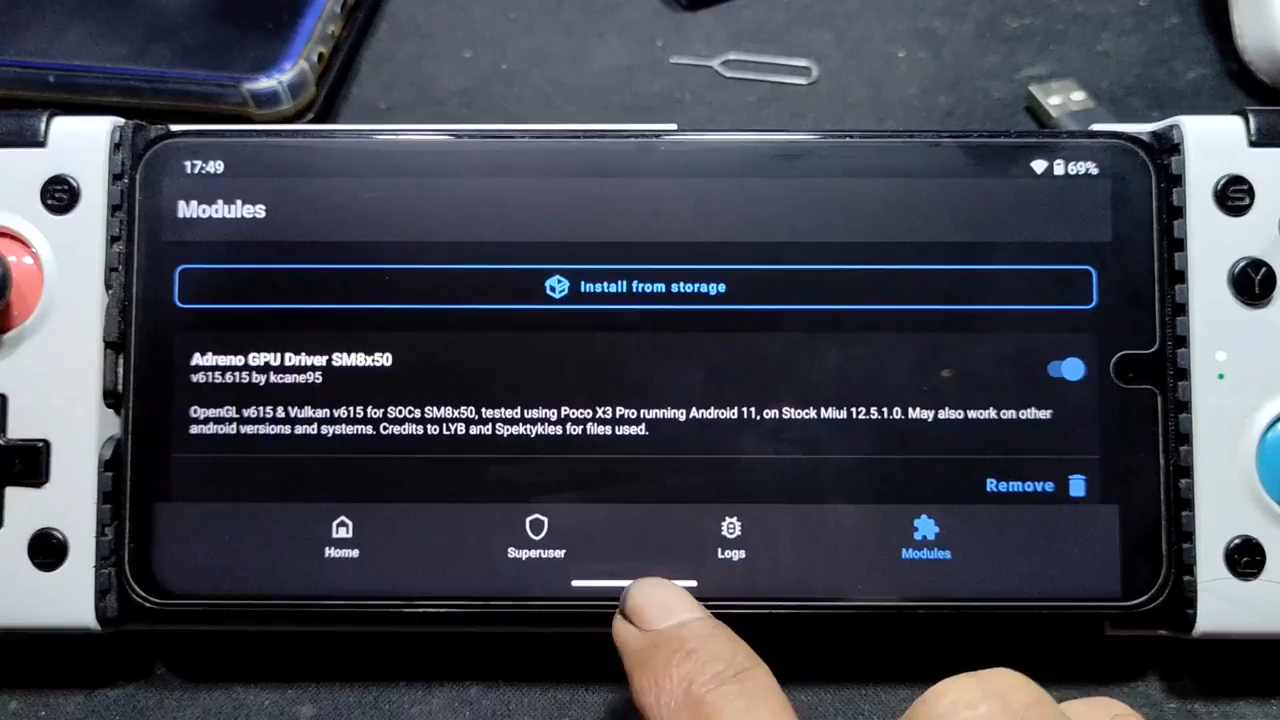 17:49
69%
Modules
Install from storage
Adreno GPU Driver SM8x50
v615.615 by kcane95
OpenGL v615 & Vulkan v615 for SOCs SM8x50, tested using Poco X3 Pro running Android 11, on Stock Miui 12.5.1.0. May also work on other
android versions and systems. Credits to LYB and Spektykles for files used.
Remove
Home
Superuser
Logs
Modules
S
Y